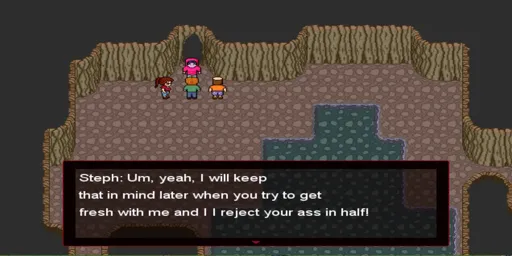 Steph: Um, yeah, I will keep
that in mind later when you try to get
fresh with me and I I reject your ass in half!